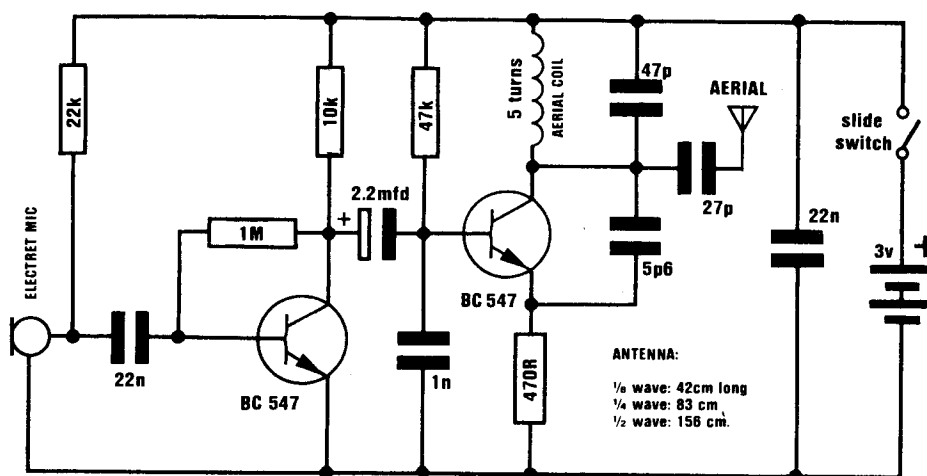 22k
10k
47k
5 turns
AERIAL COIL
47p
AERIAL
slide
switch
ELECTRET MIC
1M
+
2.2mfd
27p
5p6
22n
3v
+
22n
BC 547
1n
BC 547
470R
ANTENNA:
⅛ wave: 42cm long
¼ wave: 83 cm
½ wave: 156 cm.